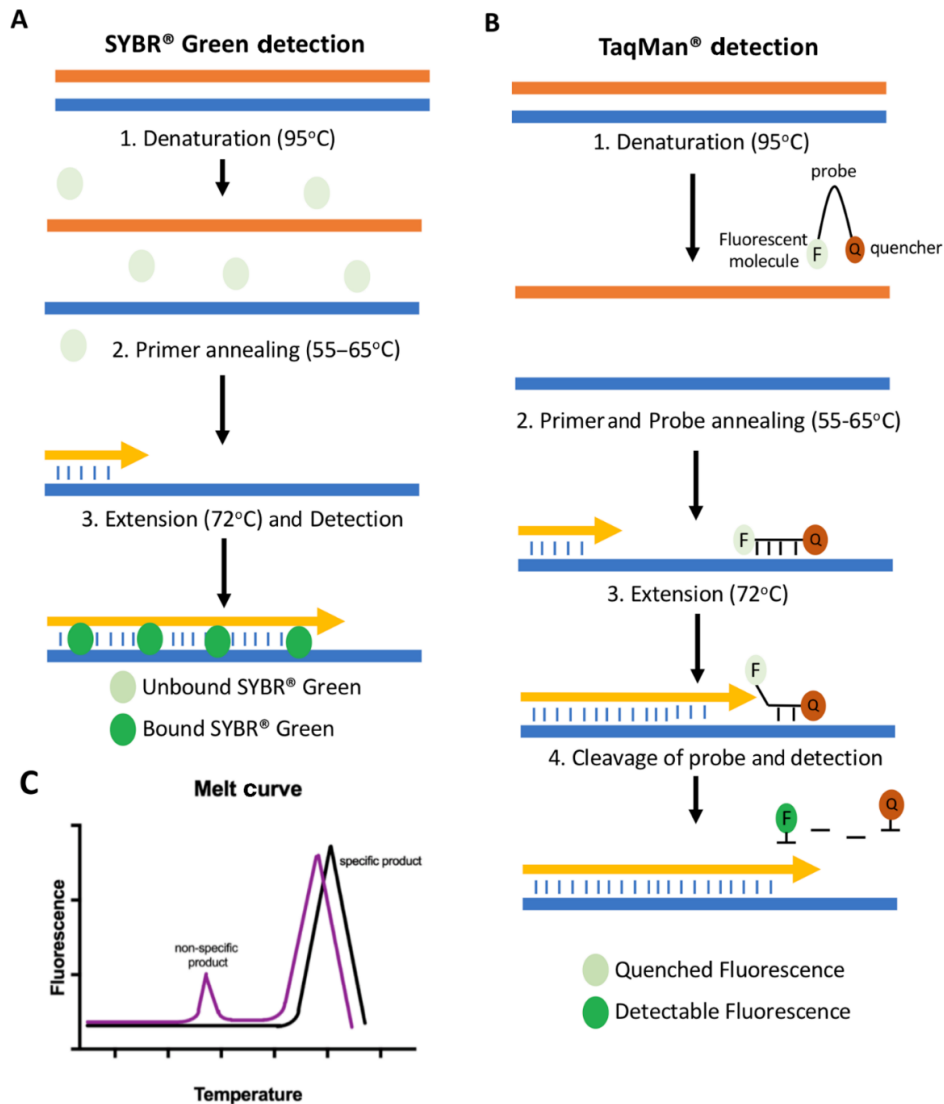 A
SYBR® Green detection
1. Denaturation (95°C)
2. Primer annealing (55–65°C)
3. Extension (72°C) and Detection
Unbound SYBR® Green
Bound SYBR® Green
B
TaqMan® detection
1. Denaturation (95°C)
probe
Fluorescent
molecule
F
Q
quencher
2. Primer and Probe annealing (55-65°C)
F
Q
3. Extension (72°C)
F
Q
4. Cleavage of probe and detection
F
Q
Quenched Fluorescence
Detectable Fluorescence
C
Melt curve
Fluorescence
non-specific
product
specific product
Temperature